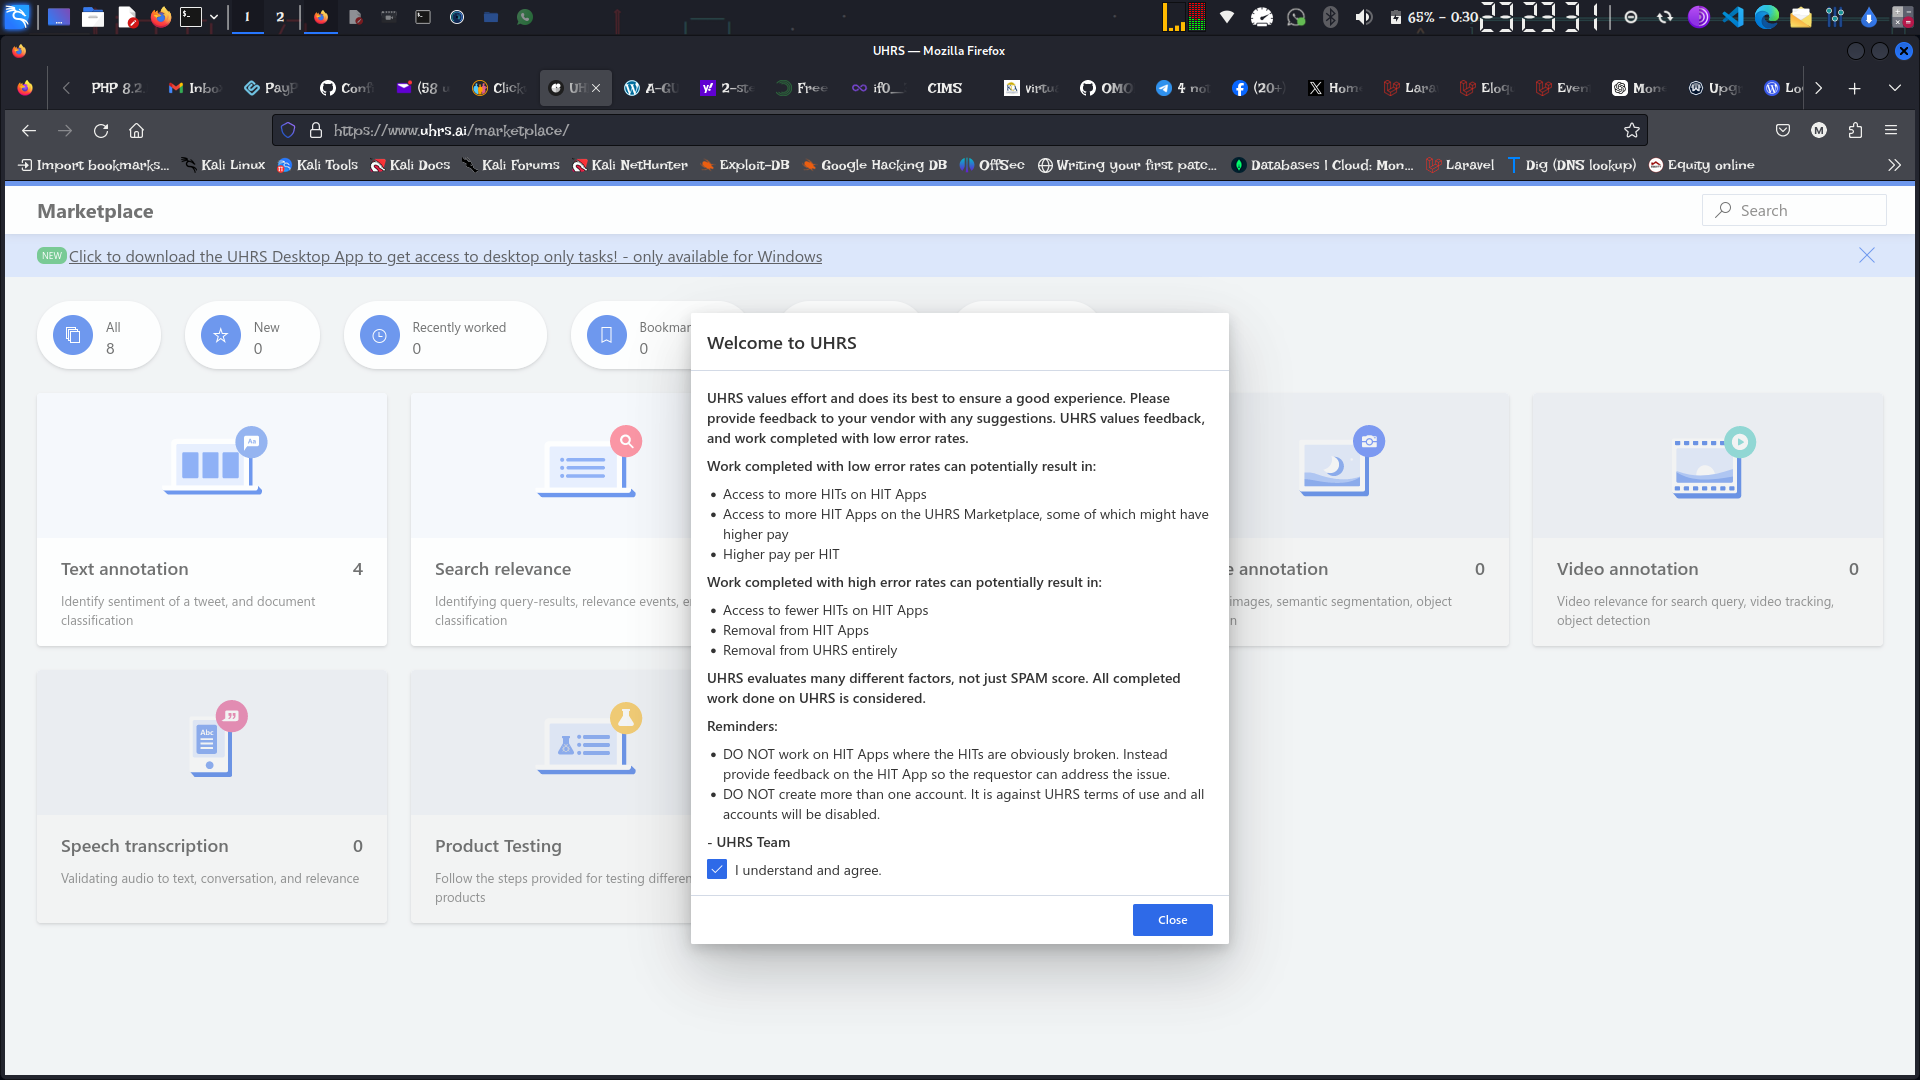 1
2
65% - 0:30
23 23 31
UHRS — Mozilla Firefox
PHP 8.2.
Inbo
PayP
Conf
(58 u
Click
UH
A-GU
2-ste
Free
if0_
CIMS
virtu
OMO
4 not
(20+)
Home
Lara
Eloq
Even
Mon
Upgr
Lo
https://www.uhrs.ai/marketplace/
M
Import bookmarks...
Kali Linux
Kali Tools
Kali Docs
Kali Forums
Kali NetHunter
Exploit-DB
Google Hacking DB
OffSec
Writing your first patc...
Databases | Cloud: Mon...
Laravel
Dig (DNS lookup)
Equity online
Marketplace
Search
NEW Click to download the UHRS Desktop App to get access to desktop only tasks! - only available for Windows
All
8
New
0
Recently worked
0
Bookmar
0
Text annotation 4
Identify sentiment of a tweet, and document
classification
Search relevance
Identifying query-results, relevance events, e
classification
e annotation 0
images, semantic segmentation, object
n
Video annotation 0
Video relevance for search query, video tracking,
object detection
Abc
Speech transcription 0
Validating audio to text, conversation, and relevance
Product Testing
Follow the steps provided for testing differen
products
Welcome to UHRS
UHRS values effort and does its best to ensure a good experience. Please
provide feedback to your vendor with any suggestions. UHRS values feedback,
and work completed with low error rates.
Work completed with low error rates can potentially result in:
• Access to more HITs on HIT Apps
• Access to more HIT Apps on the UHRS Marketplace, some of which might have
higher pay
• Higher pay per HIT
Work completed with high error rates can potentially result in:
• Access to fewer HITs on HIT Apps
• Removal from HIT Apps
• Removal from UHRS entirely
UHRS evaluates many different factors, not just SPAM score. All completed
work done on UHRS is considered.
Reminders:
• DO NOT work on HIT Apps where the HITs are obviously broken. Instead
provide feedback on the HIT App so the requestor can address the issue.
• DO NOT create more than one account. It is against UHRS terms of use and all
accounts will be disabled.
- UHRS Team
I understand and agree.
Close